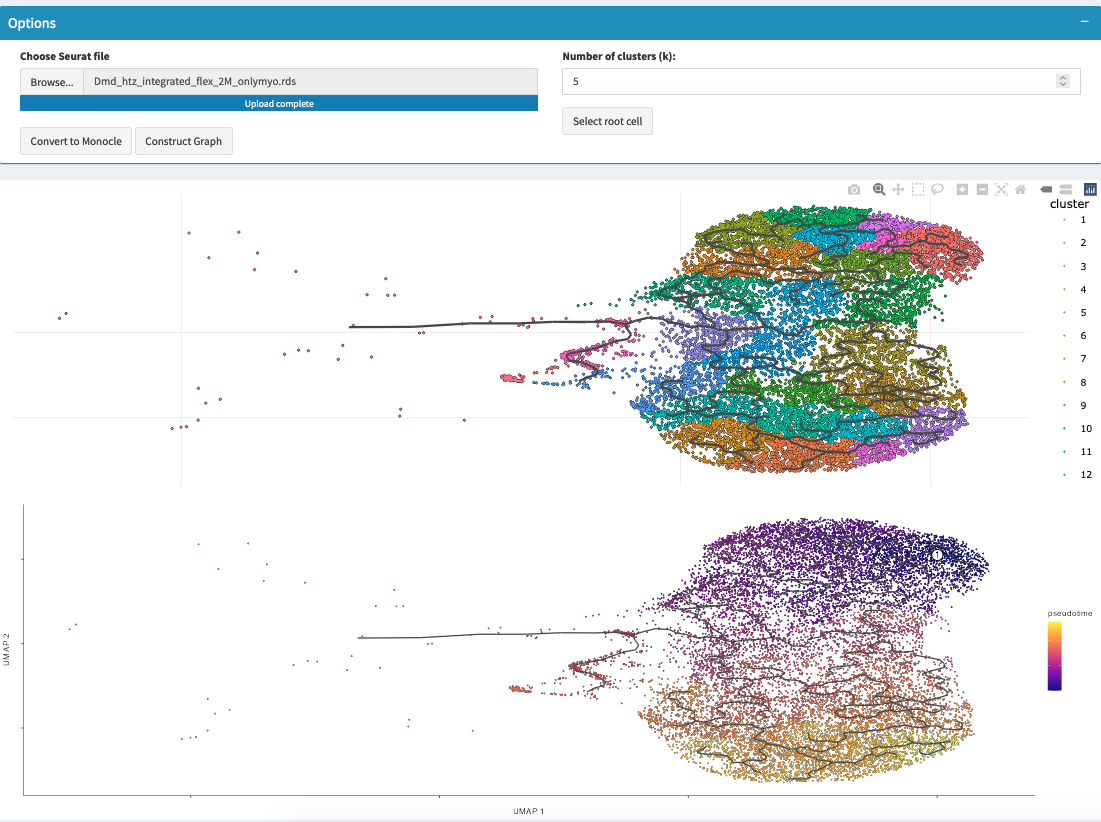 Options
Choose Seurat file
Browse...
Dmd_htz_integrated_flex_2M_onlymyo.rds
Upload complete
Convert to Monocle
Construct Graph
Number of clusters (k):
5
Select root cell
cluster
1
2
3
4
5
6
7
8
9
10
11
12
UMAP 2
1
pseudotime
UMAP 1